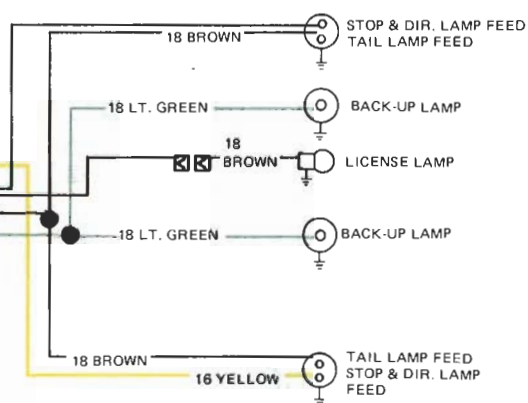 STOP & DIR. LAMP FEED
18 BROWN
TAIL LAMP FEED
18 LT. GREEN
BACK-UP LAMP
18
BROWN
LICENSE LAMP
18 LT. GREEN
BACK-UP LAMP
18 BROWN
TAIL LAMP FEED
16 YELLOW
STOP & DIR. LAMP
FEED